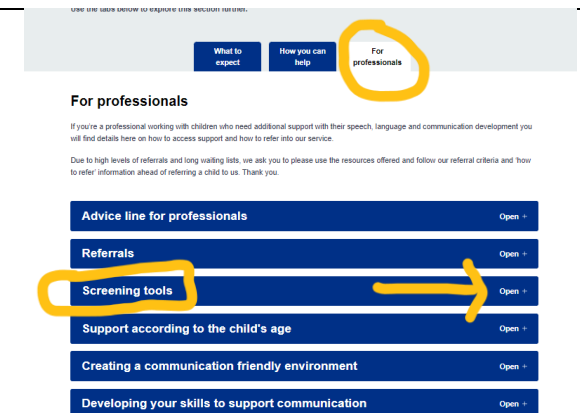 Use the tabs below to explore this section further.
What to
expect
How you can
help
For
professionals
For professionals
If you're a professional working with children who need additional support with their speech, language and communication development you
will find details here on how to access support and how to refer into our service.
Due to high levels of referrals and long waiting lists, we ask you to please use the resources offered and follow our referral criteria and 'how
to refer' information ahead of referring a child to us. Thank you.
Advice line for professionals Open +
Referrals Open +
Screening tools Open +
Support according to the child's age Open +
Creating a communication friendly environment Open +
Developing your skills to support communication Open +